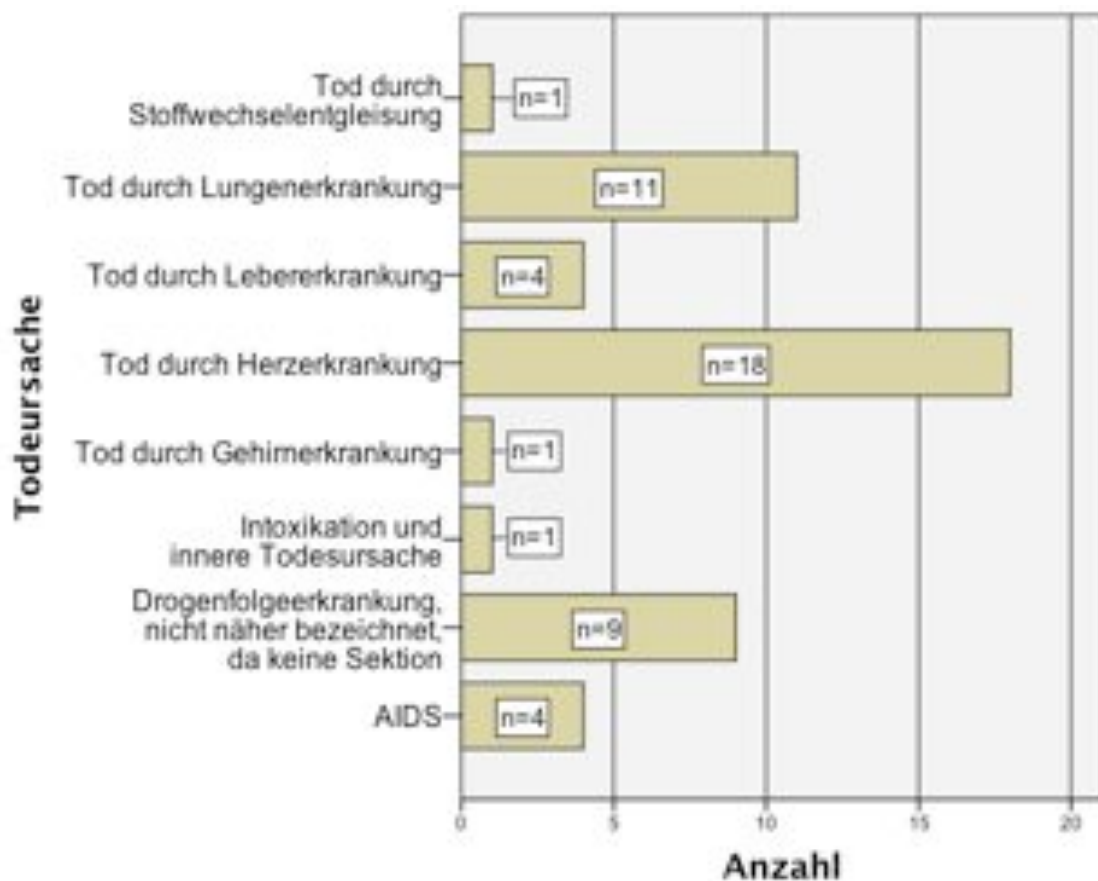 Todeursache
Tod durch
Stoffwechselentgleisung
n=1
Tod durch Lungenerkrankung
n=11
Tod durch Lebererkrankung
n=4
Tod durch Herzerkrankung
n=18
Tod durch Gehirnerkrankung
n=1
Intoxikation und
innere Todesursache
n=1
Drogenfolgeerkrankung,
nicht näher bezeichnet,
da keine Sektion
n=9
AIDS
n=4
0 5 10 15 20
Anzahl